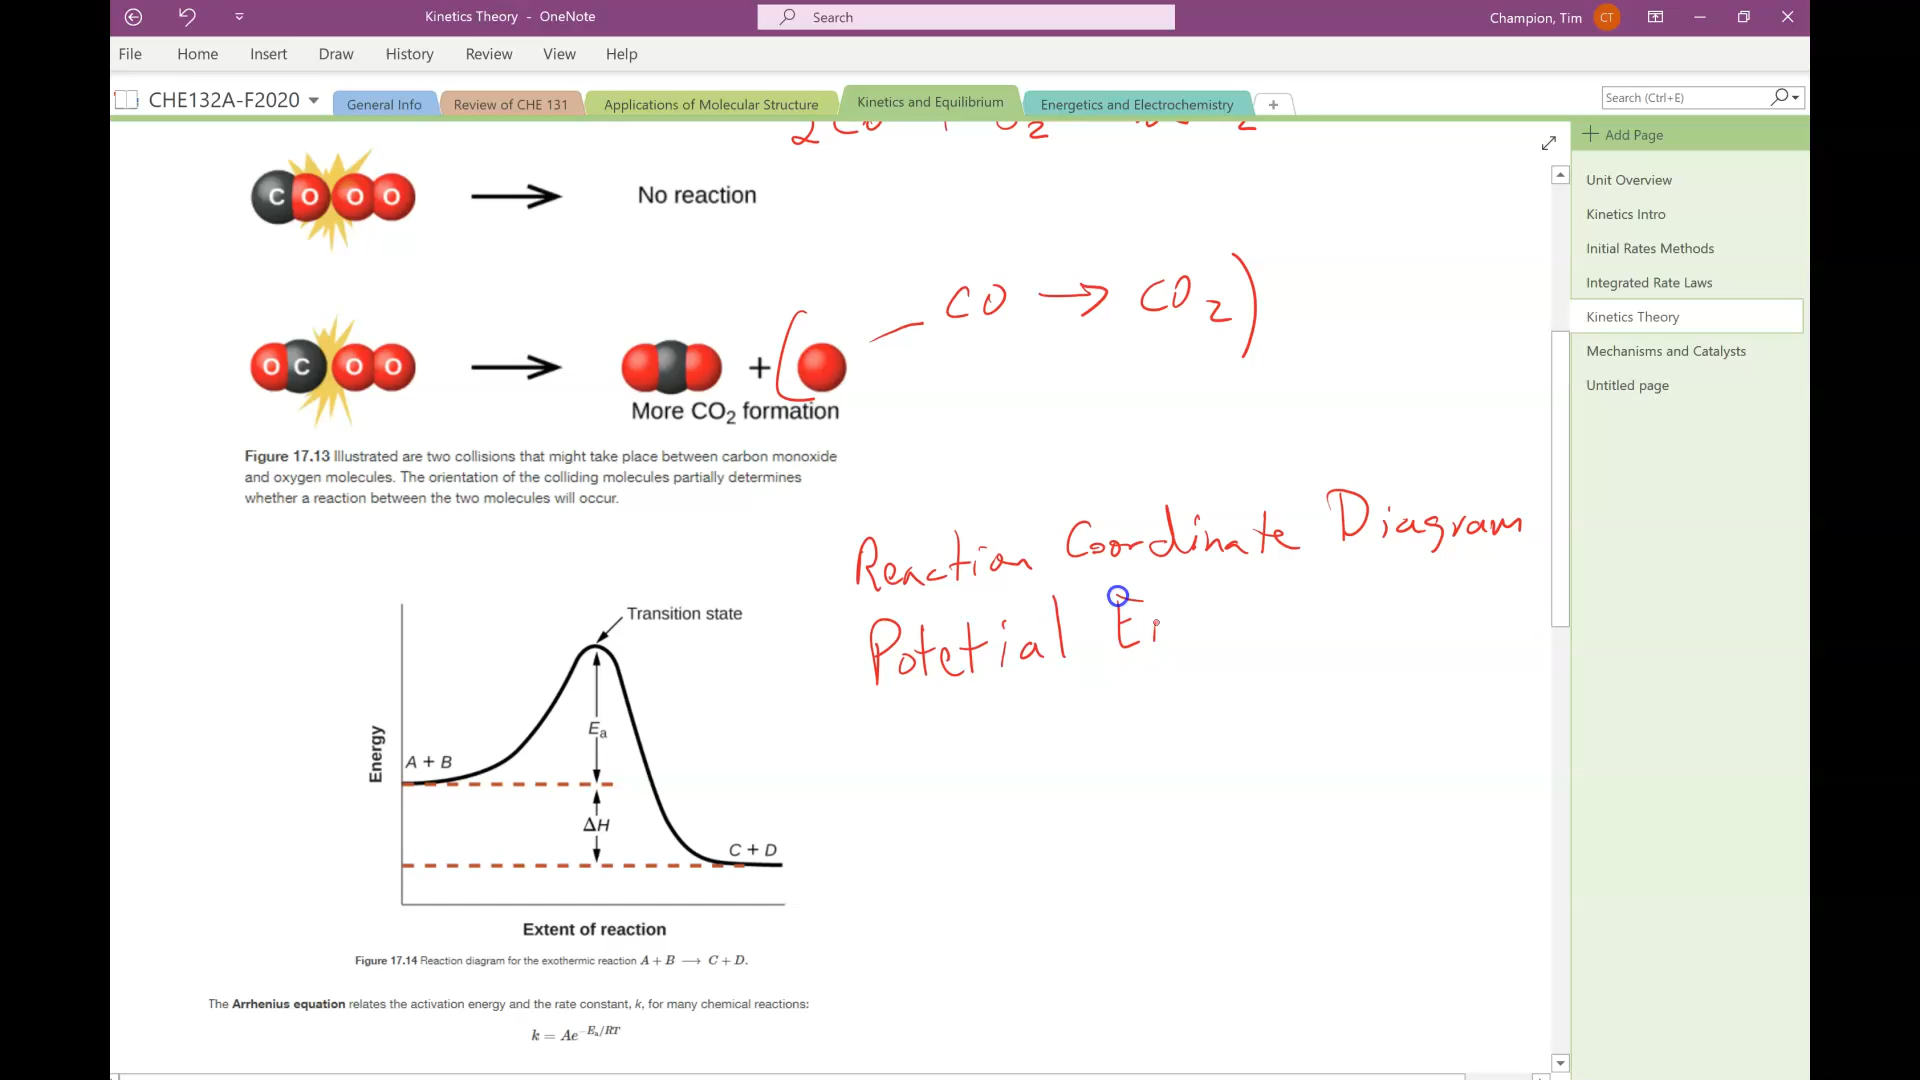 Kinetics Theory - OneNote
Search
Champion, Tim
CT
File Home Insert Draw History Review View Help
CHE132A-F2020
General Info
Review of CHE 131
Applications of Molecular Structure
Kinetics and Equilibrium
Energetics and Electrochemistry
+
Search (Ctrl+E)
Add Page
Unit Overview
Kinetics Intro
Initial Rates Methods
Integrated Rate Laws
Kinetics Theory
Mechanisms and Catalysts
Untitled page
C O O O → No reaction
CO → CO2)
O C O O → + (
More CO2 formation
Figure 17.13 Illustrated are two collisions that might take place between carbon monoxide
and oxygen molecules. The orientation of the colliding molecules partially determines
whether a reaction between the two molecules will occur.
Reaction Coordinate Diagram
Potetial
Transition state
Ea
Energy
A + B
ΔH
C + D
Extent of reaction
Figure 17.14 Reaction diagram for the exothermic reaction A + B ⟶ C + D.
The Arrhenius equation relates the activation energy and the rate constant, k, for many chemical reactions:
k = Ae^−Ea/RT